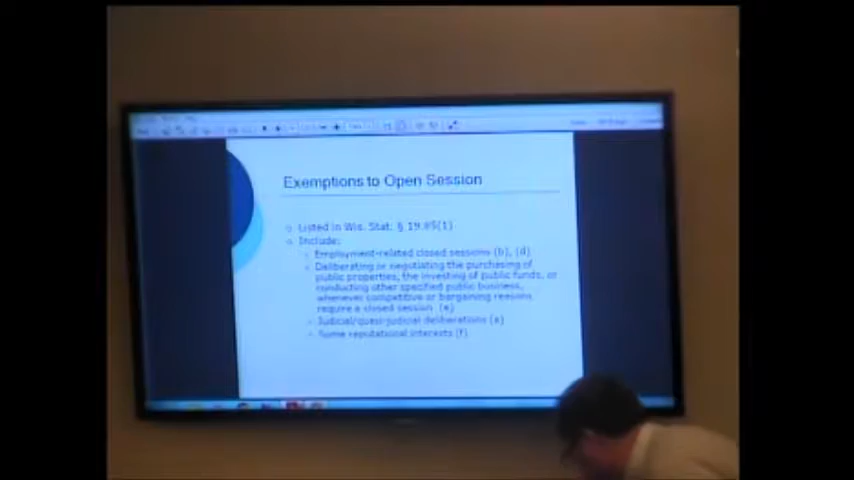 Exemptions to Open Session
Listed in Wis. Stat. § 19.85(1)
Include:
Employment-related closed sessions (b), (d)
Deliberating or negotiating the purchasing of
public properties, the investing of public funds, or
conducting other specified public business,
whenever competitive or bargaining reasons
require a closed session (e)
Judicial/quasi-judicial deliberations (a)
Some reputational interests (f)